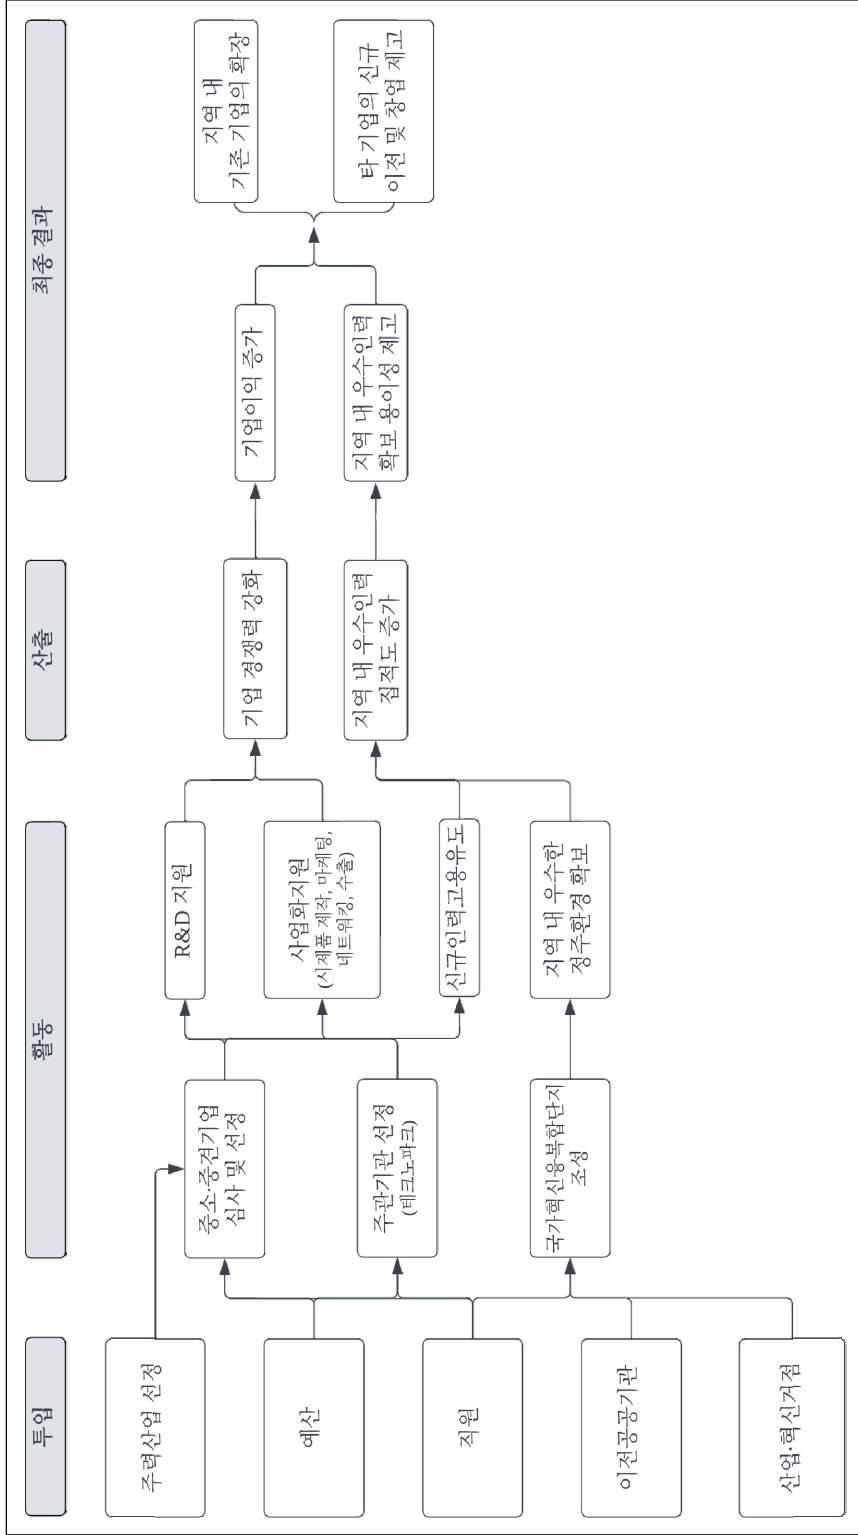 투입
활동
산출
최종 결과
주력산업 선정
예산
직원
이전공공기관
산업·혁신거점
중소·중견기업
심사 및 선정
주관기관 선정
(테크노파크)
국가혁신융복합단지
조성
R&D 지원
사업화지원
(시제품 제작, 마케팅,
네트워킹, 수출)
신규인력고용유도
지역 내 우수한
정주환경 확보
기업 경쟁력 강화
지역 내 우수인력
집적도 증가
기업이익 증가
지역 내 우수인력
확보 용이성 제고
지역 내
기존 기업의 확장
타 기업의 신규
이전 및 창업 제고